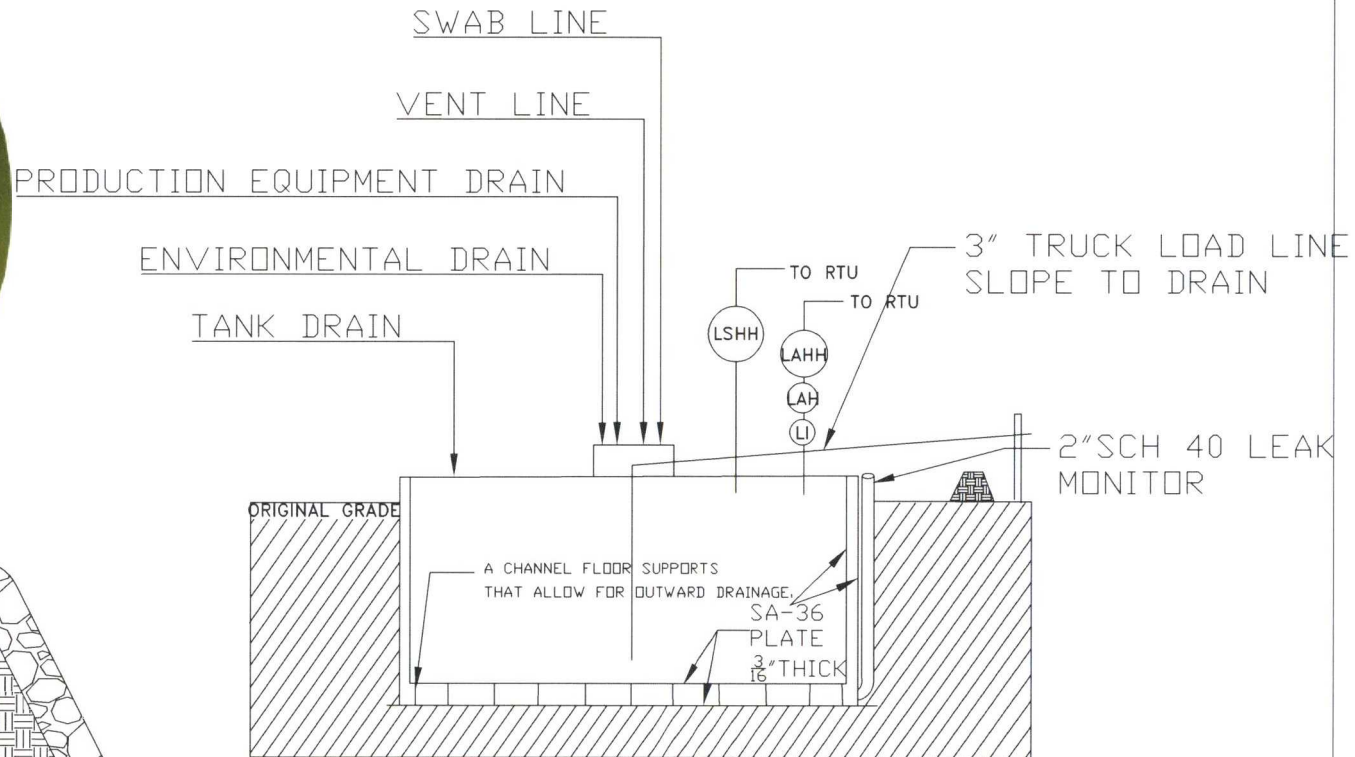 SWAB LINE
VENT LINE
PRODUCTION EQUIPMENT DRAIN
ENVIRONMENTAL DRAIN
TANK DRAIN
TO RTU
TO RTU
3" TRUCK LOAD LINE
SLOPE TO DRAIN
LSHH
LAHH
LAH
LI
2"SCH 40 LEAK
MONITOR
ORIGINAL GRADE
A CHANNEL FLOOR SUPPORTS
THAT ALLOW FOR OUTWARD DRAINAGE.
SA-36
PLATE
3/16"THICK